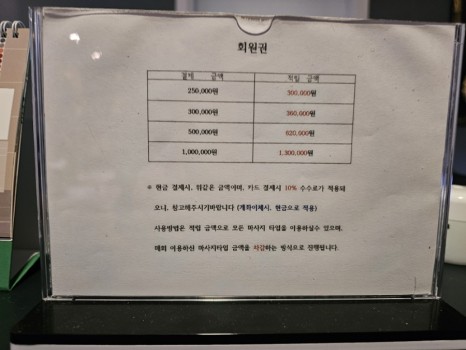 회원권
결제 금액 적립 금액
250,000원 300,000원
300,000원 360,000원
500,000원 620,000원
1,000,000원 1,300,000원
※ 현금 결제시, 위같은 금액이며, 카드 결제시 10% 수수료가 적용돼
으니, 참고해주시기바랍니다 (계좌이체시, 현금으로 적용)
사용방법은 적립 금액으로 모든 마사지 타입을 이용하실수 있으며,
매회 이용하신 마사지타입 금액을 차감하는 방식으로 진행됩니다.